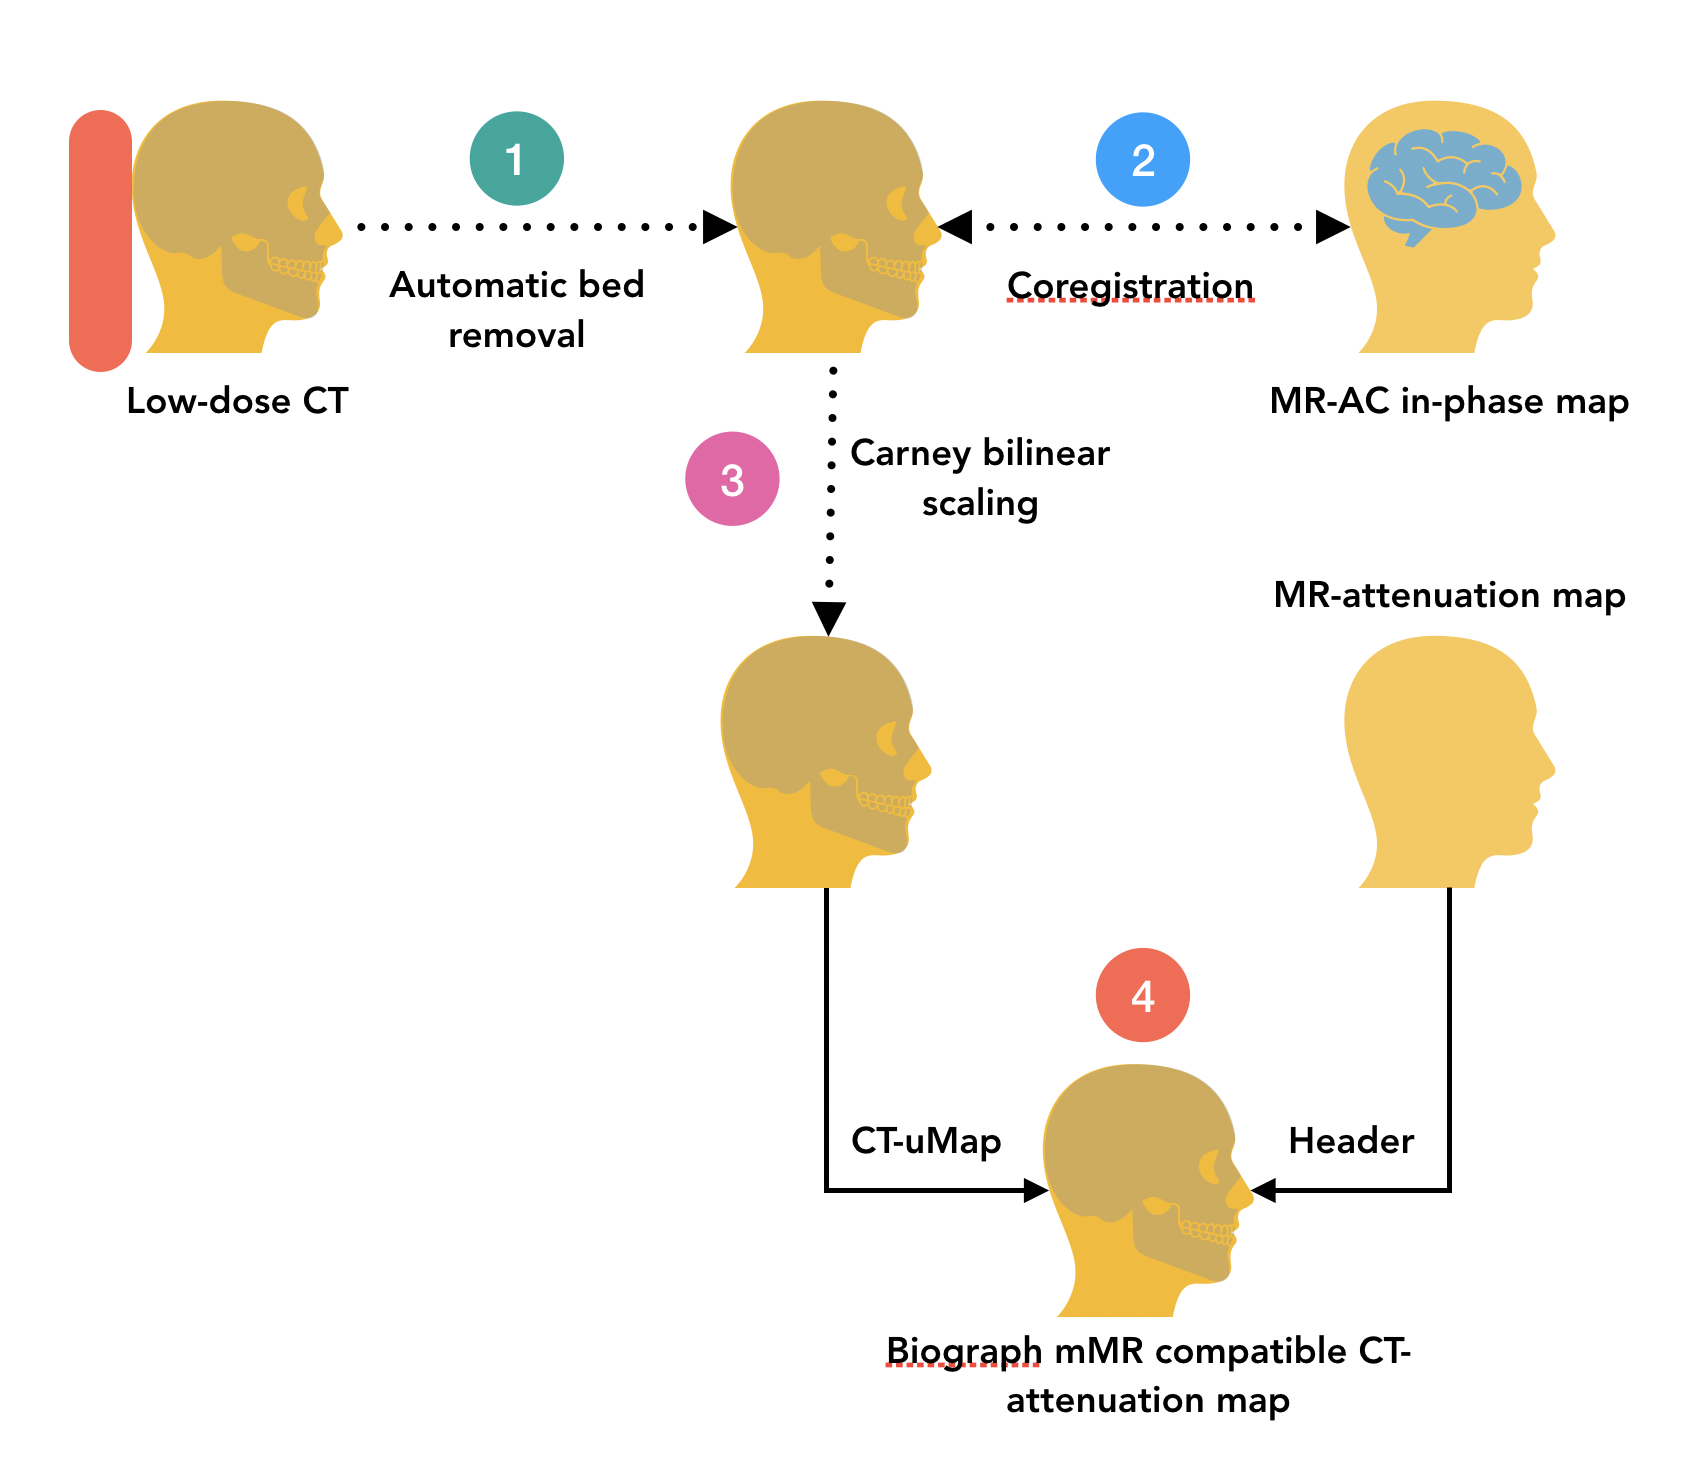 1
2
Automatic bed
removal
Coregistration
Low-dose CT
MR-AC in-phase map
3
Carney bilinear
scaling
MR-attenuation map
4
CT-uMap
Header
Biograph mMR compatible CT-
attenuation map